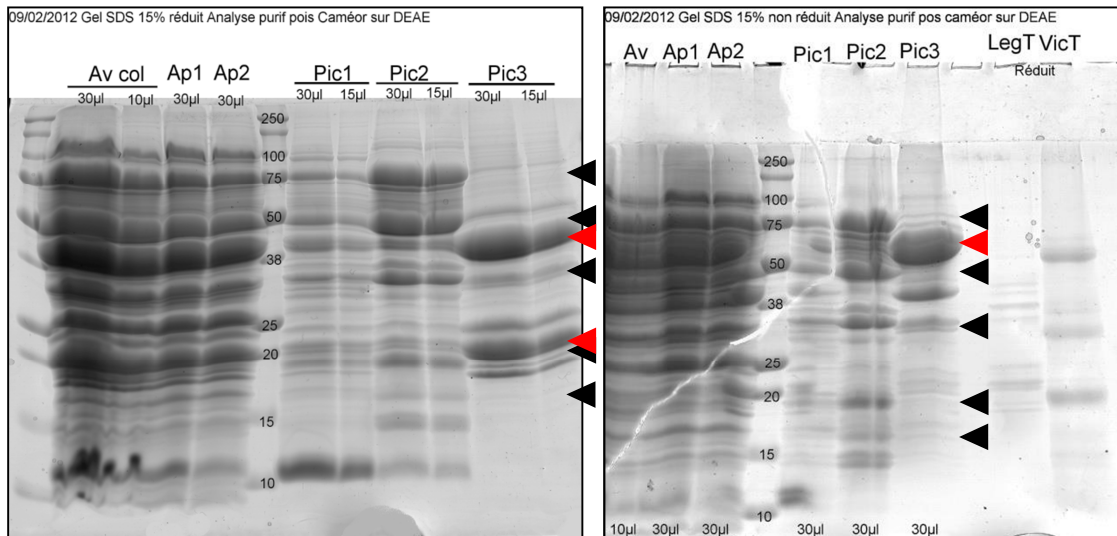 09/02/2012 Gel SDS 15% réduit Analyse purif pois Caméor sur DEAE
Av col Ap1 Ap2 Pic1 Pic2 Pic3
30µl 10µl 30µl 30µl 30µl 15µl 30µl 15µl 30µl 15µl
250
100
75
50
38
25
20
15
10
09/02/2012 Gel SDS 15% non réduit Analyse purif pos caméor sur DEAE
Av Ap1 Ap2 Pic1 Pic2 Pic3 LegT VicT
Réduit
250
100
75
50
38
25
20
15
10
10µl 30µl 30µl 30µl 30µl 30µl